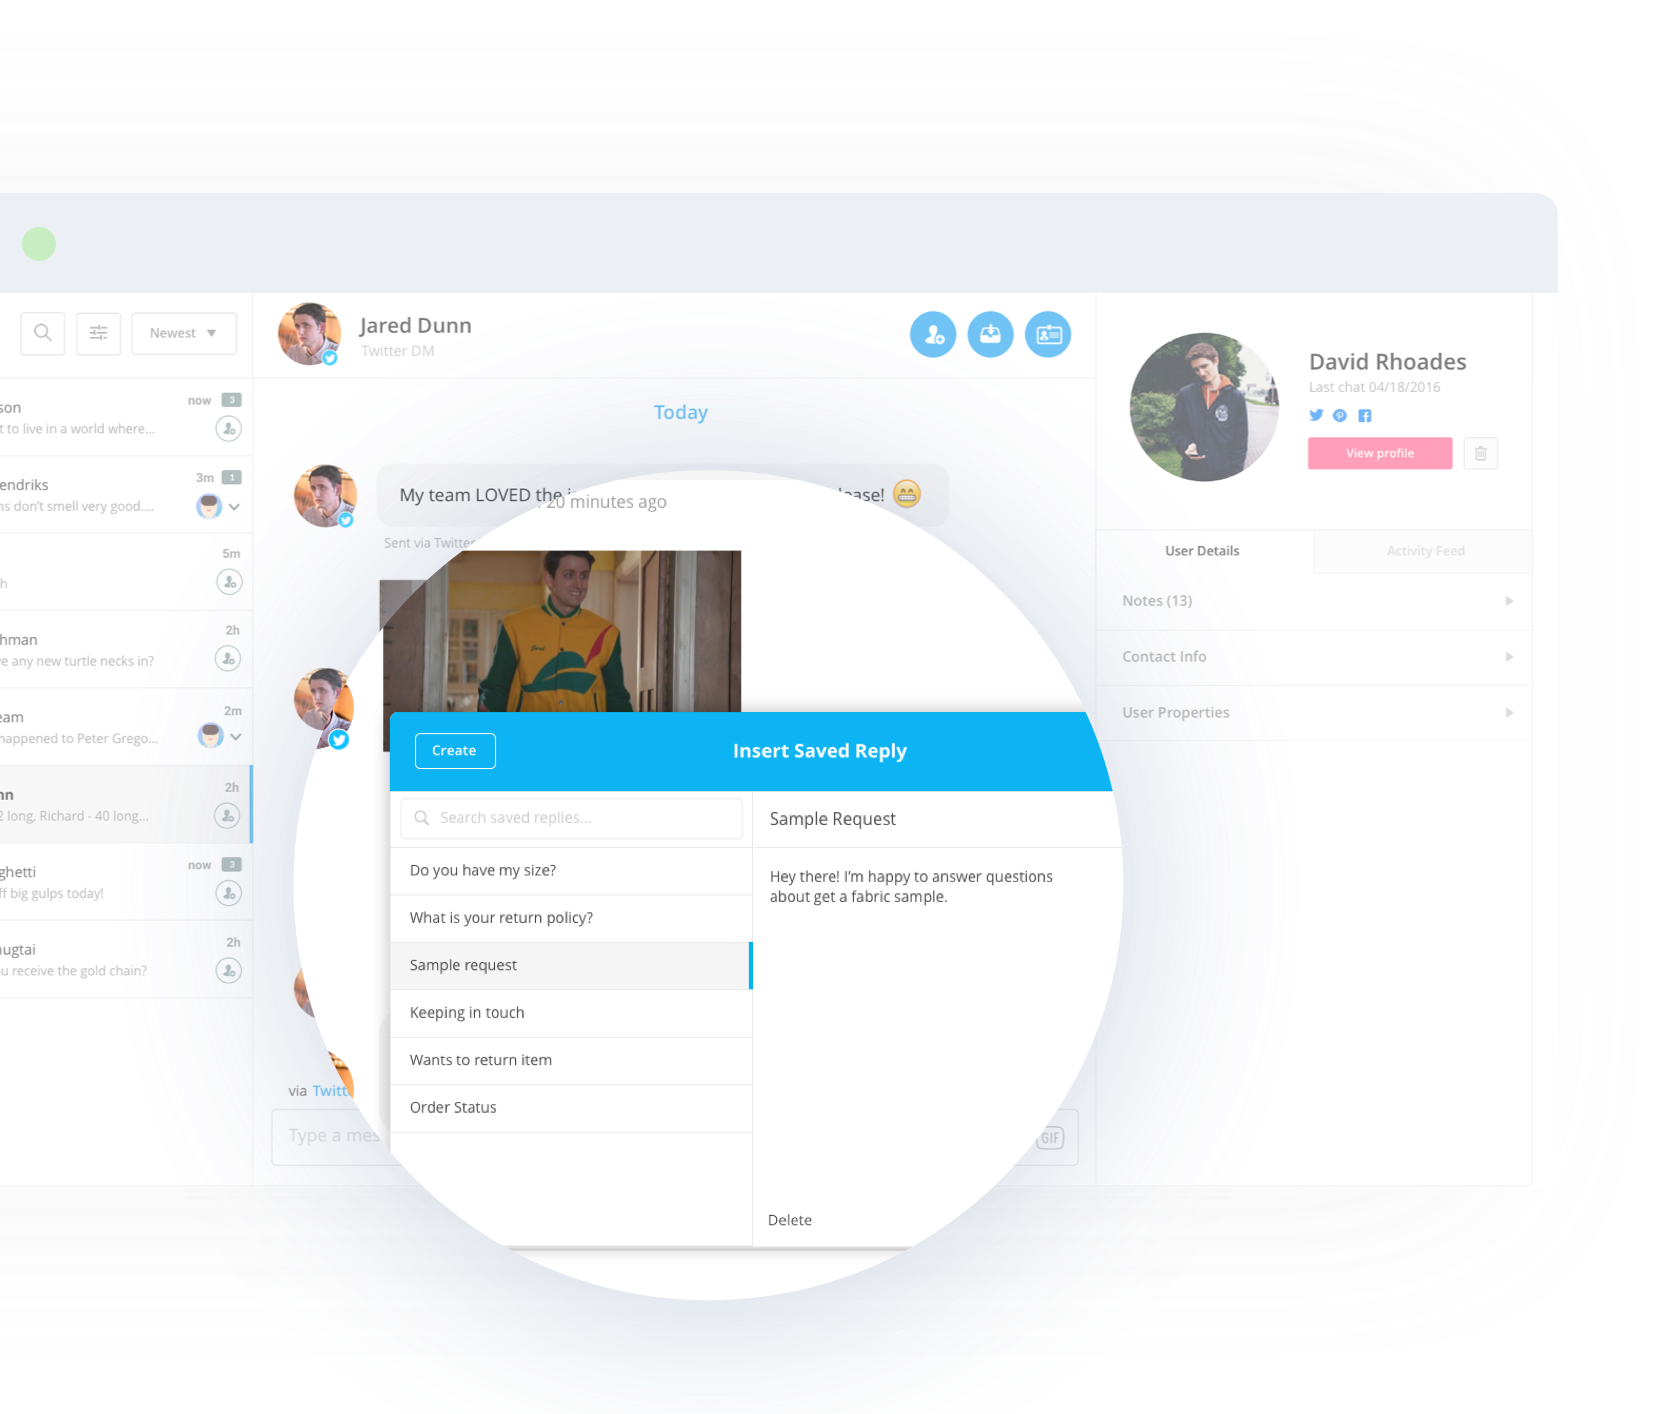 Newest
son
now
3
t to live in a world where...
endriks
3m
1
ns don't smell very good....
5m
h
hman
2h
e any new turtle necks in?
eam
2m
happened to Peter Grego...
nn
2h
2 long, Richard - 40 long...
ghetti
now
3
ff big gulps today!
nugtai
2h
u receive the gold chain?
Jared Dunn
Twitter DM
Today
My team LOVED the
ease!
20 minutes ago
Sent via Twitter
Create
Insert Saved Reply
Search saved replies...
Do you have my size?
What is your return policy?
Sample request
Keeping in touch
Wants to return item
Order Status
Sample Request
Hey there! I'm happy to answer questions
about get a fabric sample.
Delete
via Twitt
Type a mes
GIF
David Rhoades
Last chat 04/18/2016
View profile
User Details
Activity Feed
Notes (13)
Contact Info
User Properties